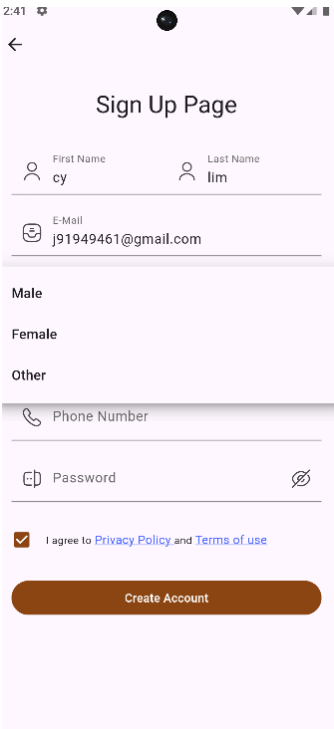 2:41
Sign Up Page
First Name
cy
Last Name
lim
E-Mail
j91949461@gmail.com
Male
Female
Other
Phone Number
Password
I agree to Privacy Policy and Terms of use
Create Account